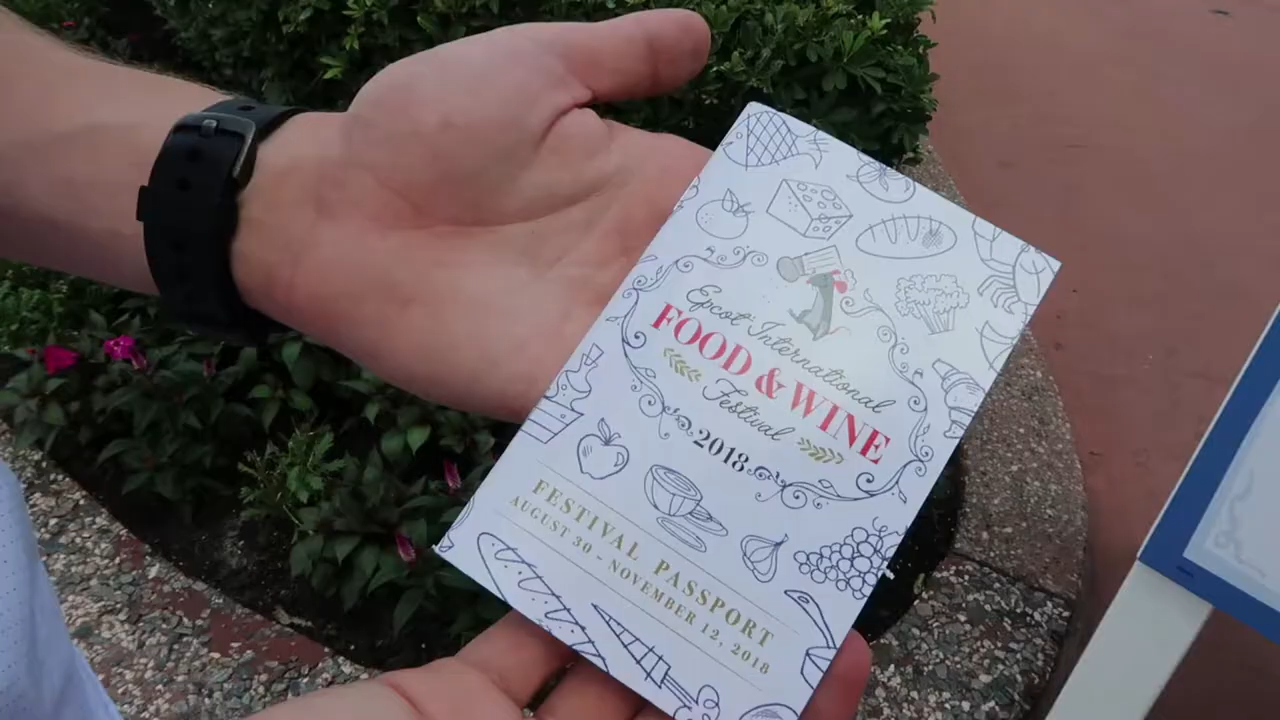 Epcot International
FOOD & WINE
Festival
2018
FESTIVAL PASSPORT
AUGUST 30 - NOVEMBER 12, 2018